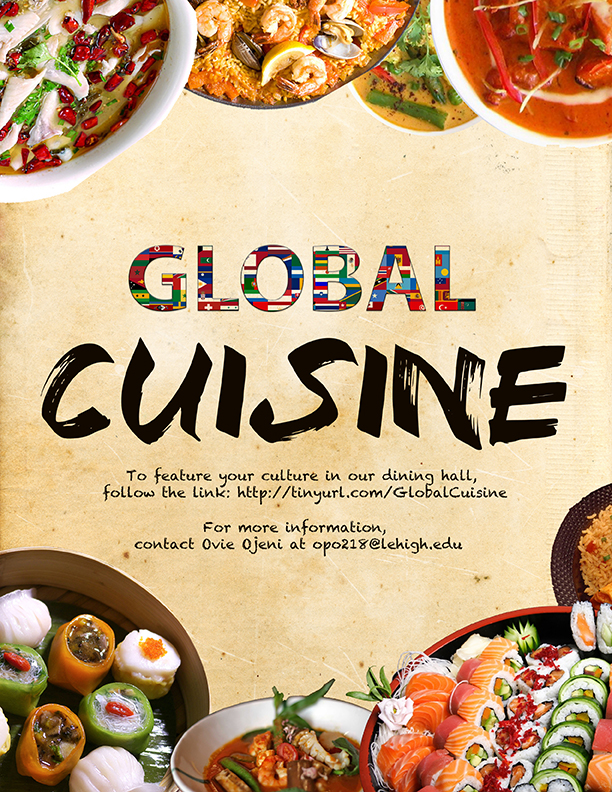 GLOBAL
CUISINE
To feature your culture in our dining hall,
follow the link: http://tinyurl.com/GlobalCuisine
For more information,
contact Ovie Ojeni at opo218@lehigh.edu